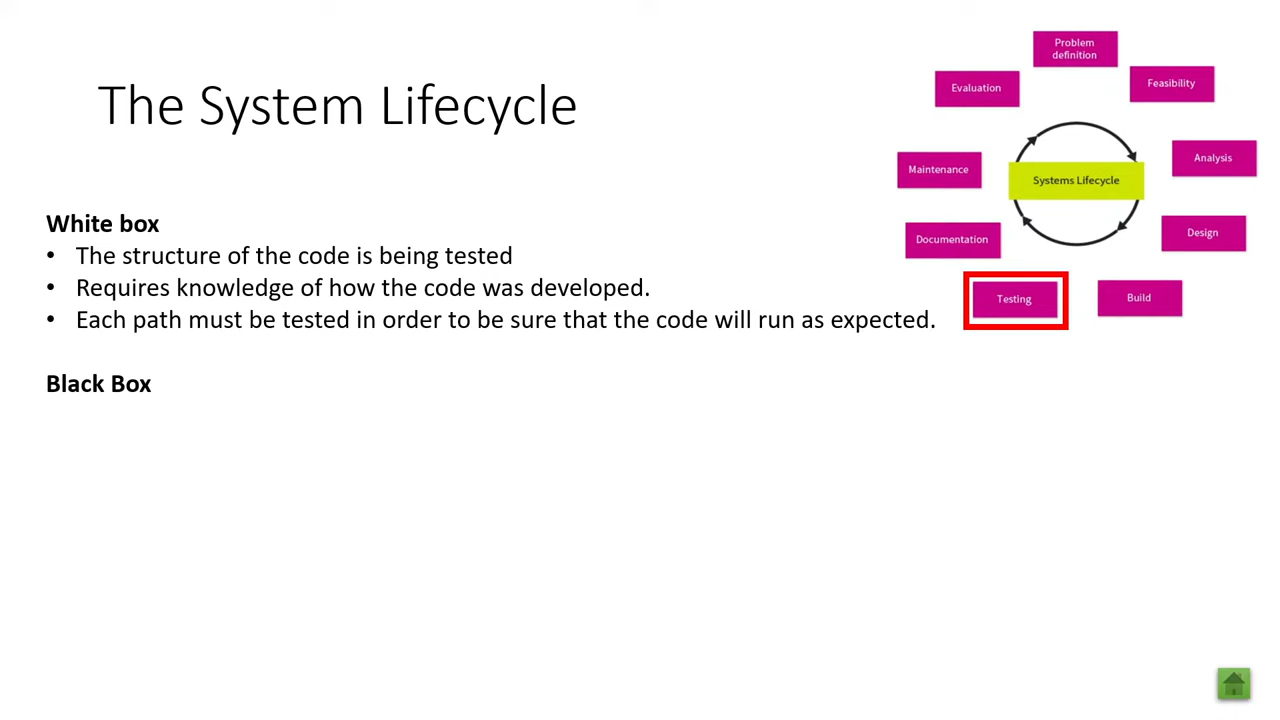 The System Lifecycle
White box
• The structure of the code is being tested
• Requires knowledge of how the code was developed.
• Each path must be tested in order to be sure that the code will run as expected.
Black Box
Problem
definition
Feasibility
Analysis
Design
Build
Testing
Documentation
Maintenance
Evaluation
Systems Lifecycle